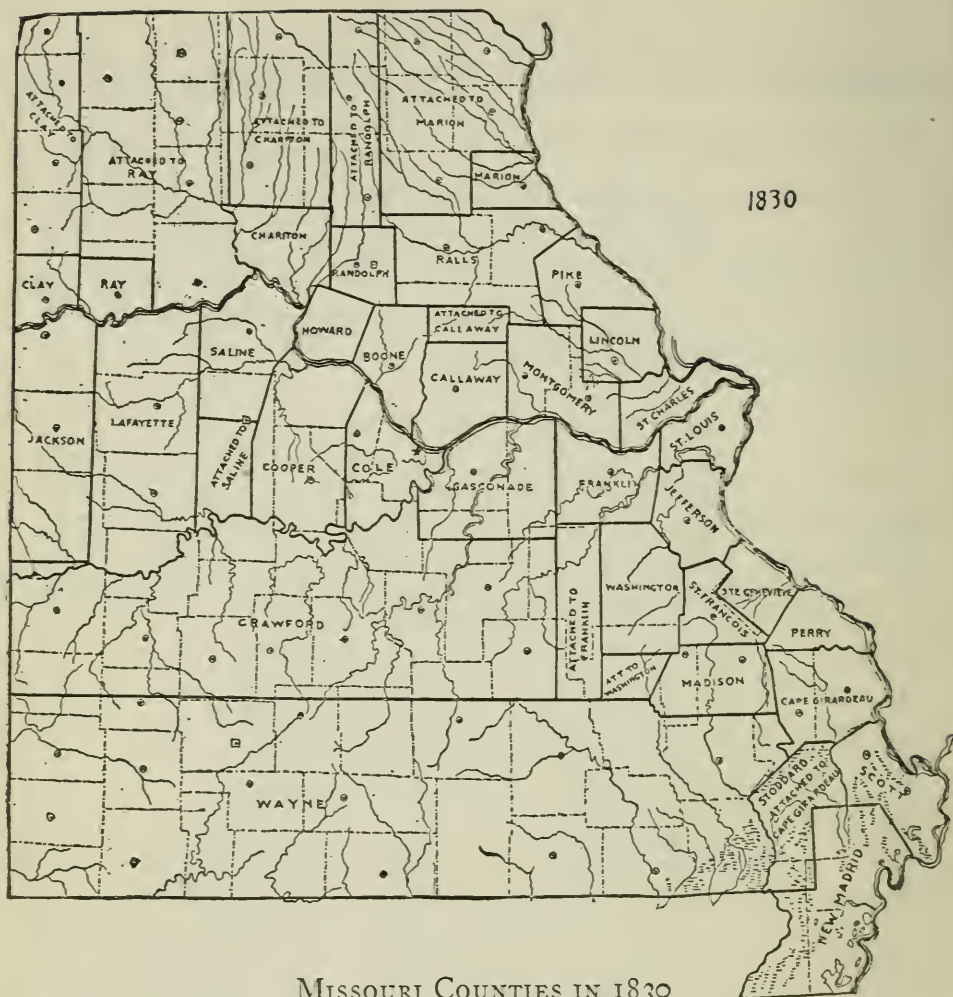 ATTACHED TO
CLAY
ATTACHED TO
RAY
ATTACHED TO
CHARITON
ATTACHED TO
RANDOLPH
ATTACHED TO
MARION
MARION
1830
CHARITON
RANDOLPH
RALLS
PIKE
CLAY
RAY
SALINE
HOWARD
BOONE
ATTACHED TO
CALLAWAY
CALLAWAY
MONTGOMERY
LINCOLN
ST. CHARLES
ST. LOUIS
JACKSON
LAFAYETTE
ATTACHED TO
SALINE
COOPER
COLE
GASCONADE
FRANKLIN
JEFFERSON
CRAWFORD
ATTACHED TO
FRANKLIN
WASHINGTON
ST. FRANCOIS
STE GENEVIEVE
PERRY
ATT. TO
WASHINGTON
MADISON
CAPE GIRARDEAU
WAYNE
STODDARD
ATTACHED TO
CAPE GIRARDEAU
SCOTT
NEW MADRID
MISSOURI COUNTIES IN 1830